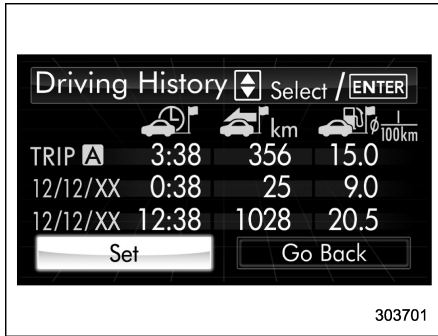 Driving History Select / ENTER
km ø l/100km
TRIP A 3:38 356 15.0
12/12/XX 0:38 25 9.0
12/12/XX 12:38 1028 20.5
Set Go Back
303701